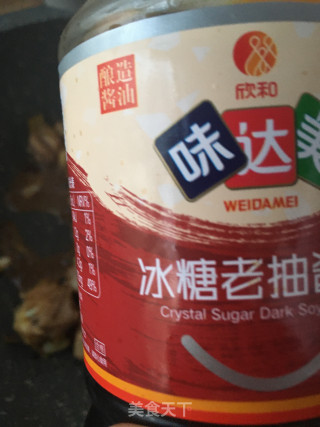 欣和
酿造
酱油
味达美
WEIDAMEI
冰糖老抽
Crystal Sugar Dark Soy
美食天下